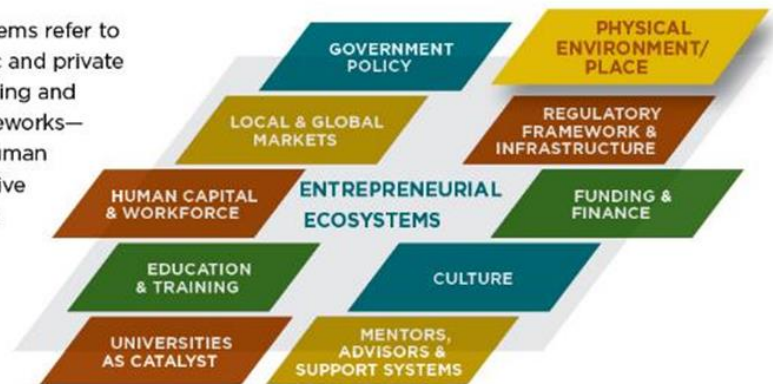 ems refer to
c and private
ing and
eworks—
uman
ive
GOVERNMENT
POLICY
PHYSICAL
ENVIRONMENT/
PLACE
LOCAL & GLOBAL
MARKETS
REGULATORY
FRAMEWORK &
INFRASTRUCTURE
HUMAN CAPITAL
& WORKFORCE
ENTREPRENEURIAL
ECOSYSTEMS
FUNDING &
FINANCE
EDUCATION
& TRAINING
CULTURE
UNIVERSITIES
AS CATALYST
MENTORS,
ADVISORS &
SUPPORT SYSTEMS